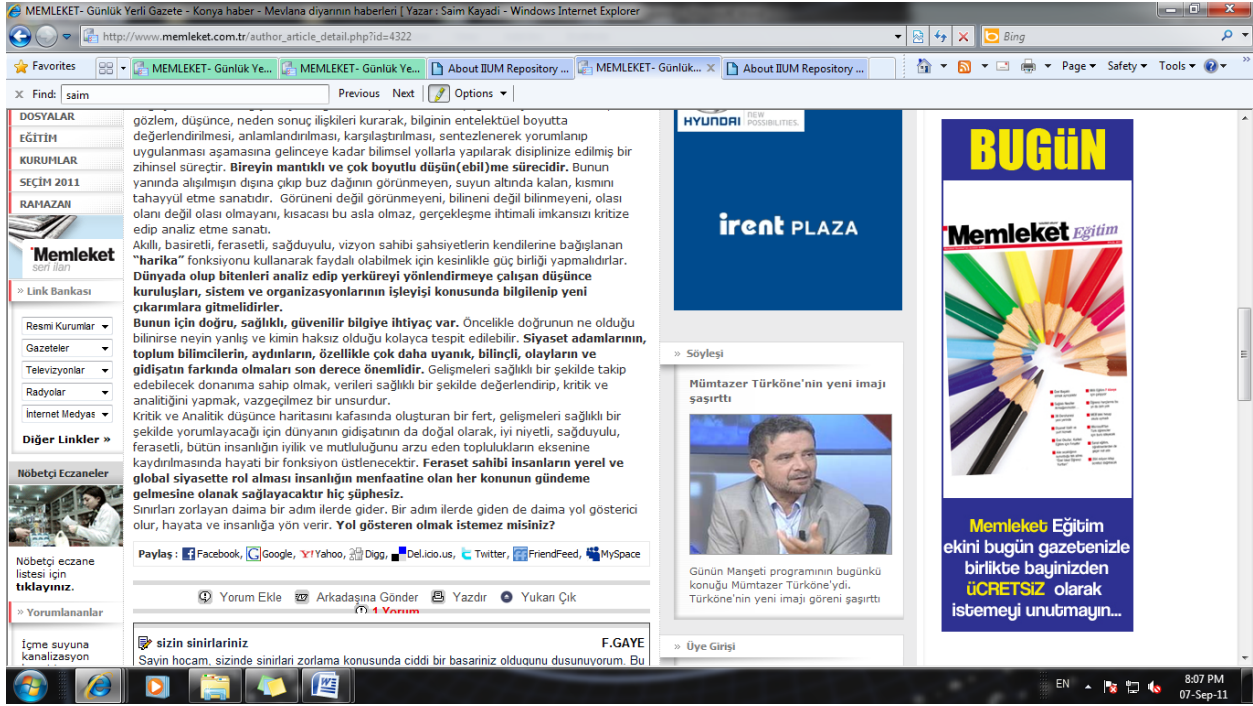 MEMLEKET- Günlük Yerli Gazete - Konya haber - Mevlana diyarının haberleri [ Yazar : Saim Kayadi - Windows Internet Explorer
http://www.memleket.com.tr/author_article_detail.php?id=4322
Bing
Favorites
MEMLEKET- Günlük Ye...
MEMLEKET- Günlük Ye...
About IIUM Repository ...
MEMLEKET- Günlük...
About IIUM Repository ...
Page
Safety
Tools
Find: saim
Previous Next
Options
DOSYALAR
EĞİTİM
KURUMLAR
SEÇİM 2011
RAMAZAN
Memleket
seri ilan
» Link Bankası
Resmi Kurumlar
Gazeteler
Televizyonlar
Radyolar
İnternet Medyas
Diğer Linkler »
Nöbetçi Eczaneler
Nöbetçi eczane
listesi için
tıklayınız.
» Yorumlananlar
İçme suyuna
kanalizasyon
gözlem, düşünce, neden sonuç ilişkileri kurarak, bilginin entelektüel boyutta
değerlendirilmesi, anlamlandırılması, karşılaştırılması, sentezlenerek yorumlanıp
uygulanması aşamasına gelinceye kadar bilimsel yollarla yapılarak disiplinize edilmiş bir
zihinsel süreçtir. Bireyin mantıklı ve çok boyutlu düşün(ebil)me sürecidir. Bunun
yanında alışılmışın dışına çıkıp buz dağının görünmeyen, suyun altında kalan, kısmını
tahayyül etme sanatıdır. Görüneni değil görünmeyeni, bilineni değil bilinmeyeni, olası
olanı değil olası olmayanı, kısacası bu asla olmaz, gerçekleşme ihtimali imkansızı kritize
edip analiz etme sanatı.
Akıllı, basiretli, ferasetli, sağduyulu, vizyon sahibi şahsiyetlerin kendilerine bağışlanan
“harika” fonksiyonu kullanarak faydalı olabilmek için kesinlikle güç birliği yapmalıdırlar.
Dünyada olup bitenleri analiz edip yerküreyi yönlendirmeye çalışan düşünce
kuruluşları, sistem ve organizasyonlarının işleyişi konusunda bilgilenip yeni
çıkarımlara gitmelidirler.
Bunun için doğru, sağlıklı, güvenilir bilgiye ihtiyaç var. Öncelikle doğrunun ne olduğu
bilinirse neyin yanlış ve kimin haksız olduğu kolayca tespit edilebilir. Siyaset adamlarının,
toplum bilimcilerin, aydınların, özellikle çok daha uyanık, bilinçli, olayların ve
gidişatın farkında olmaları son derece önemlidir. Gelişmeleri sağlıklı bir şekilde takip
edebilecek donanıma sahip olmak, verileri sağlıklı bir şekilde değerlendirip, kritik ve
analitiğini yapmak, vazgeçilmez bir unsurdur.
Kritik ve Analitik düşünce haritasını kafasında oluşturan bir fert, gelişmeleri sağlıklı bir
şekilde yorumlayacağı için dünyanın gidişatının da doğal olarak, iyi niyetli, sağduyulu,
ferasetli, bütün insanlığın iyilik ve mutluluğunu arzu eden toplulukların eksenine
kaydırılmasında hayati bir fonksiyon üstlenecektir. Feraset sahibi insanların yerel ve
global siyasette rol alması insanlığın menfaatine olan her konunun gündeme
gelmesine olanak sağlayacaktır hiç şüphesiz.
Sınırları zorlayan daima bir adım ilerde gider. Bir adım ilerde giden de daima yol gösterici
olur, hayata ve insanlığa yön verir. Yol gösteren olmak istemez misiniz?
Paylaş : Facebook, Google, Yahoo, Digg, Del.icio.us, Twitter, FriendFeed, MySpace
Yorum Ekle Arkadaşına Gönder Yazdır Yukarı Çık
1 Yorum
sizin sinirlariniz F.GAYE
Sayin hocam, sizinde sinirlari zorlama konusunda ciddi bir basariniz oldugunu dusunuyorum. Bu
HYUNDAI NEW POSSIBILITIES.
irent PLAZA
» Söyleşi
Mümtazer Türköne'nin yeni imajı
şaşırttı
Günün Manşeti programının bugünkü
konuğu Mümtazer Türköne'ydi.
Türköne'nin yeni imajı göreni şaşırttı
» Üye Girişi
BUGÜN
Memleket Eğitim
Memleket Eğitim
ekini bugün gazetenizle
birlikte bayinizden
ÜCRETSİZ olarak
istemeyi unutmayın...
EN
8:07 PM
07-Sep-11